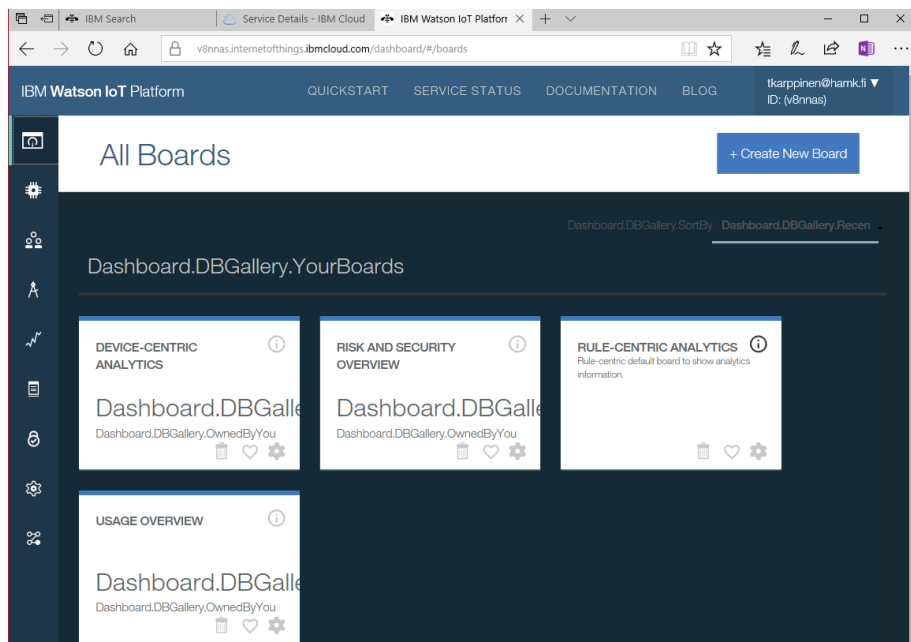 IBM Search
Service Details - IBM Cloud
IBM Watson IoT Platforr
v8nnas.internetofthings.ibmcloud.com/dashboard/#/boards
IBM Watson IoT Platform
QUICKSTART
SERVICE STATUS
DOCUMENTATION
BLOG
tkarppinen@hamk.fi ▼
ID: (v8nnas)
All Boards
+ Create New Board
Dashboard.DBGallery.SortBy Dashboard.DBGallery.Recen
Dashboard.DBGallery.YourBoards
DEVICE-CENTRIC
ANALYTICS
Dashboard.DBGalle
Dashboard.DBGallery.OwnedByYou
RISK AND SECURITY
OVERVIEW
Dashboard.DBGalle
Dashboard.DBGallery.OwnedByYou
RULE-CENTRIC ANALYTICS
Rule-centric default board to show analytics
information.
USAGE OVERVIEW
Dashboard.DBGalle
Dashboard.DBGallery.OwnedByYou